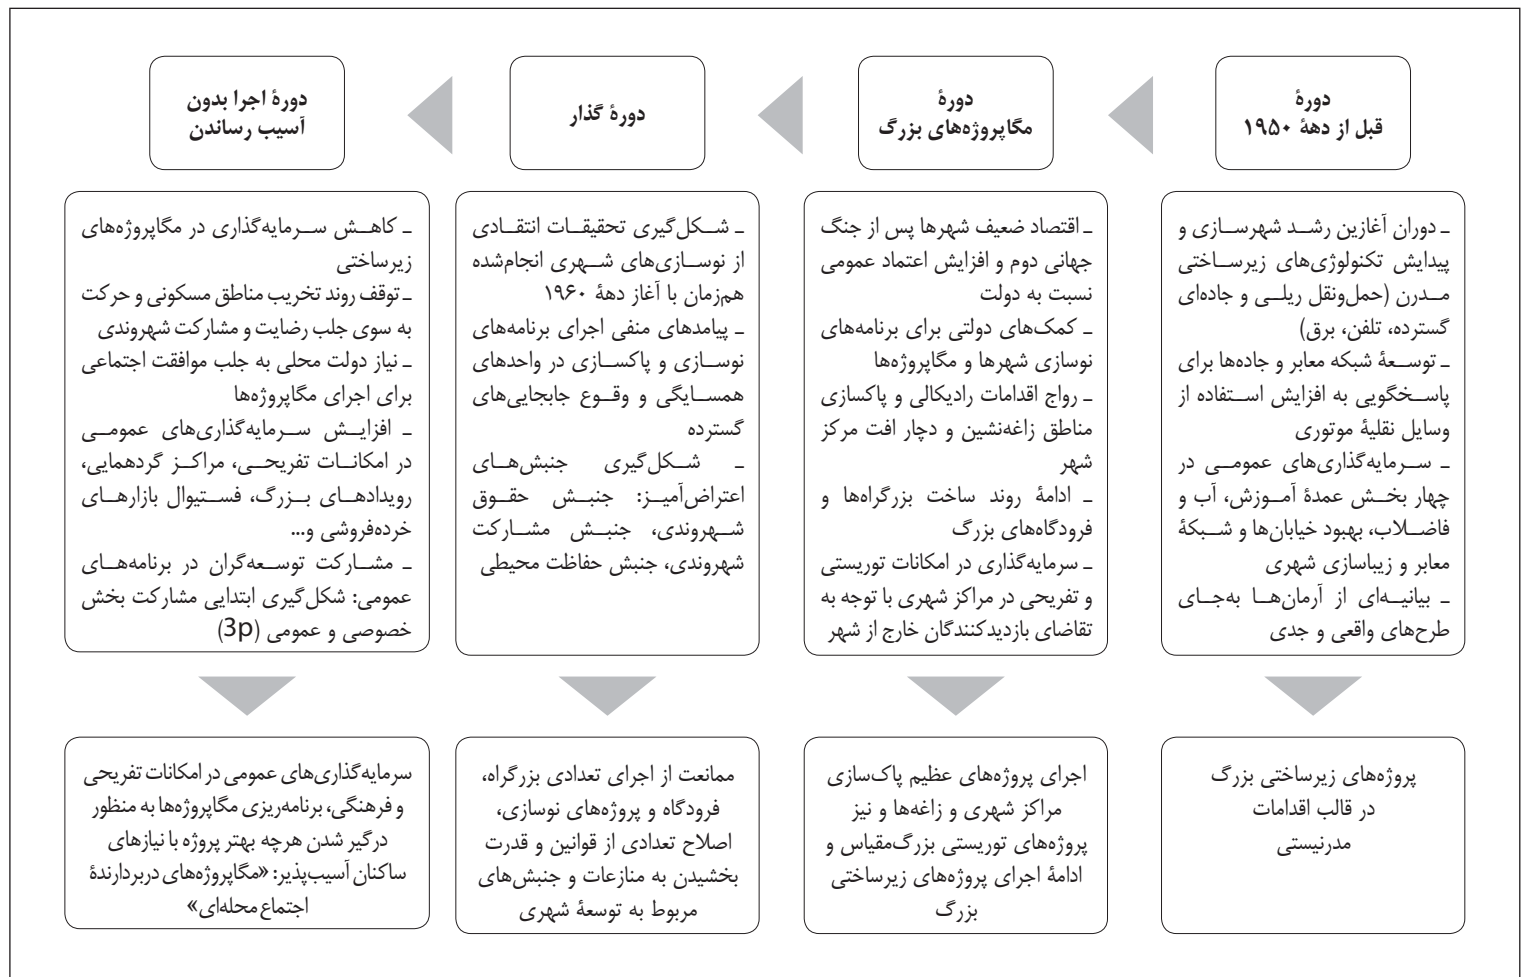 دورهٔ
قبل از دههٔ ۱۹۵۰
دورهٔ
مگاپروژه‌های بزرگ
دورهٔ گذار
دورهٔ اجرا بدون
آسیب رساندن
ـ دوران آغازین رشد شهرسازی و
پیدایش تکنولوژی‌های زیرساختی
مدرن (حمل‌ونقل ریلی و جاده‌ای
گسترده، تلفن، برق)
ـ توسعهٔ شبکه معابر و جاده‌ها برای
پاسخگویی به افزایش استفاده از
وسایل نقلیهٔ موتوری
ـ سرمایه‌گذاری‌های عمومی در
چهار بخش عمدهٔ آموزش، آب و
فاضلاب، بهبود خیابان‌ها و شبکهٔ
معابر و زیباسازی شهری
ـ بیانیه‌ای از آرمان‌ها به‌جای
طرح‌های واقعی و جدی
ـ اقتصاد ضعیف شهرها پس از جنگ
جهانی دوم و افزایش اعتماد عمومی
نسبت به دولت
ـ کمک‌های دولتی برای برنامه‌های
نوسازی شهرها و مگاپروژه‌ها
ـ رواج اقدامات رادیکالی و پاکسازی
مناطق زاغه‌نشین و دچار افت مرکز
شهر
ـ ادامهٔ روند ساخت بزرگراه‌ها و
فرودگاه‌های بزرگ
ـ سرمایه‌گذاری در امکانات توریستی
و تفریحی در مراکز شهری با توجه به
تقاضای بازدیدکنندگان خارج از شهر
ـ شکل‌گیری تحقیقات انتقادی
از نوسازی‌های شهری انجام‌شده
هم‌زمان با آغاز دههٔ ۱۹۶۰
ـ پیامدهای منفی اجرای برنامه‌های
نوسازی و پاکسازی در واحدهای
همسایگی و وقوع جابجایی‌های
گسترده
ـ شکل‌گیری جنبش‌های
اعتراض‌آمیز: جنبش حقوق
شهروندی، جنبش مشارکت
شهروندی، جنبش حفاظت محیطی
ـ کاهش سرمایه‌گذاری در مگاپروژه‌های
زیرساختی
ـ توقف روند تخریب مناطق مسکونی و حرکت
به سوی جلب رضایت و مشارکت شهروندی
ـ نیاز دولت محلی به جلب موافقت اجتماعی
برای اجرای مگاپروژه‌ها
ـ افزایش سرمایه‌گذاری‌های عمومی
در امکانات تفریحی، مراکز گردهمایی،
رویدادهای بزرگ، فستیوال بازارهای
خرده‌فروشی و...
ـ مشارکت توسعه‌گران در برنامه‌های
عمومی: شکل‌گیری ابتدایی مشارکت بخش
خصوصی و عمومی (3p)
پروژه‌های زیرساختی بزرگ
در قالب اقدامات
مدرنیستی
اجرای پروژه‌های عظیم پاک‌سازی
مراکز شهری و زاغه‌ها و نیز
پروژه‌های توریستی بزرگ‌مقیاس و
ادامهٔ اجرای پروژه‌های زیرساختی
بزرگ
ممانعت از اجرای تعدادی بزرگراه،
فرودگاه و پروژه‌های نوسازی،
اصلاح تعدادی از قوانین و قدرت
بخشیدن به منازعات و جنبش‌های
مربوط به توسعهٔ شهری
سرمایه‌گذاری‌های عمومی در امکانات تفریحی
و فرهنگی، برنامه‌ریزی مگاپروژه‌ها به منظور
درگیر شدن هرچه بهتر پروژه با نیازهای
ساکنان آسیب‌پذیر: «مگاپروژه‌های دربردارندهٔ
اجتماع محله‌ای»